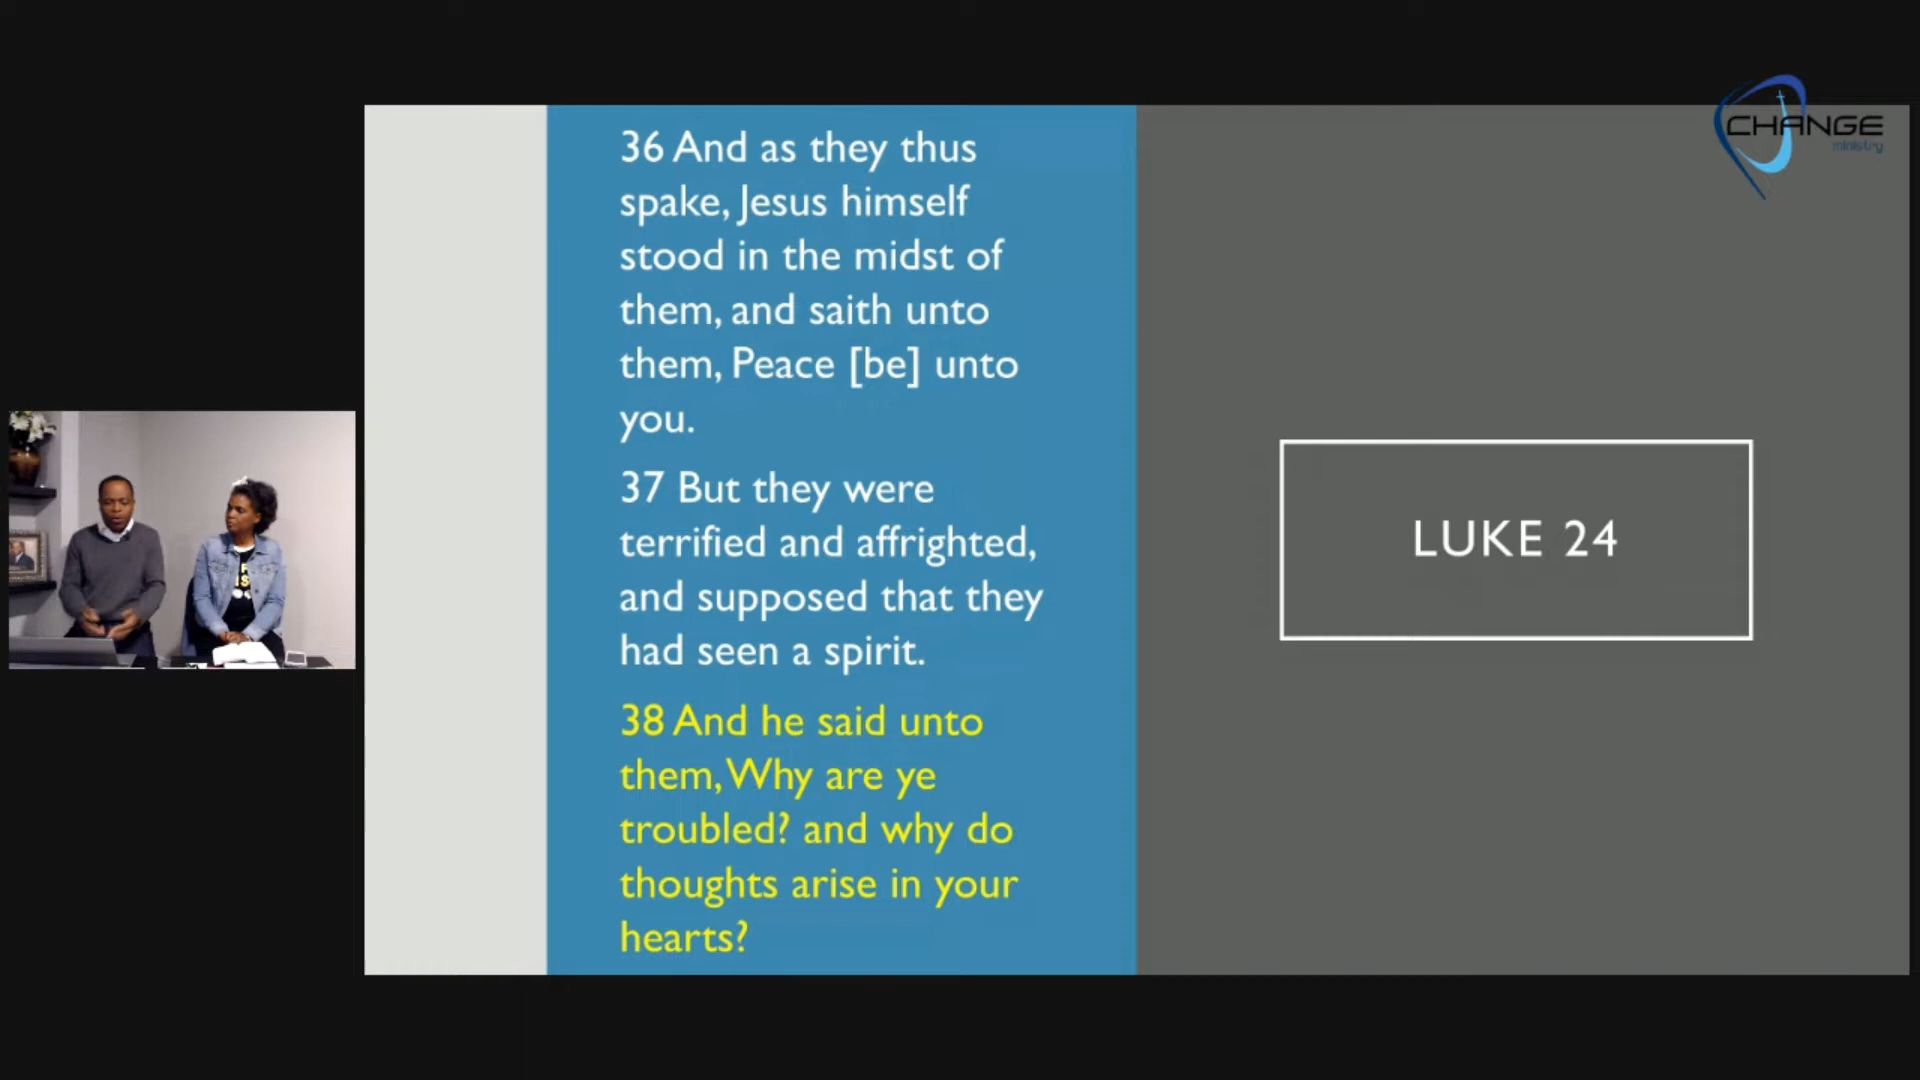 36 And as they thus
spake, Jesus himself
stood in the midst of
them, and saith unto
them, Peace [be] unto
you.
37 But they were
terrified and affrighted,
and supposed that they
had seen a spirit.
38 And he said unto
them, Why are ye
troubled? and why do
thoughts arise in your
hearts?
LUKE 24
CHANGE
ministry